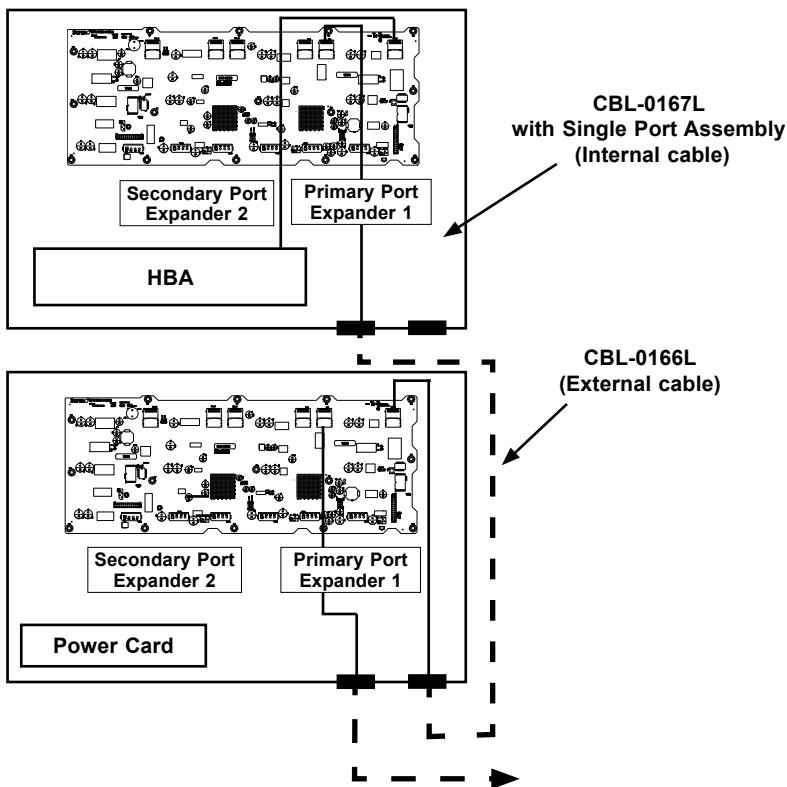 CBL-0167L
with Single Port Assembly
(Internal cable)
Secondary Port
Expander 2
Primary Port
Expander 1
HBA
CBL-0166L
(External cable)
Secondary Port
Expander 2
Primary Port
Expander 1
Power Card